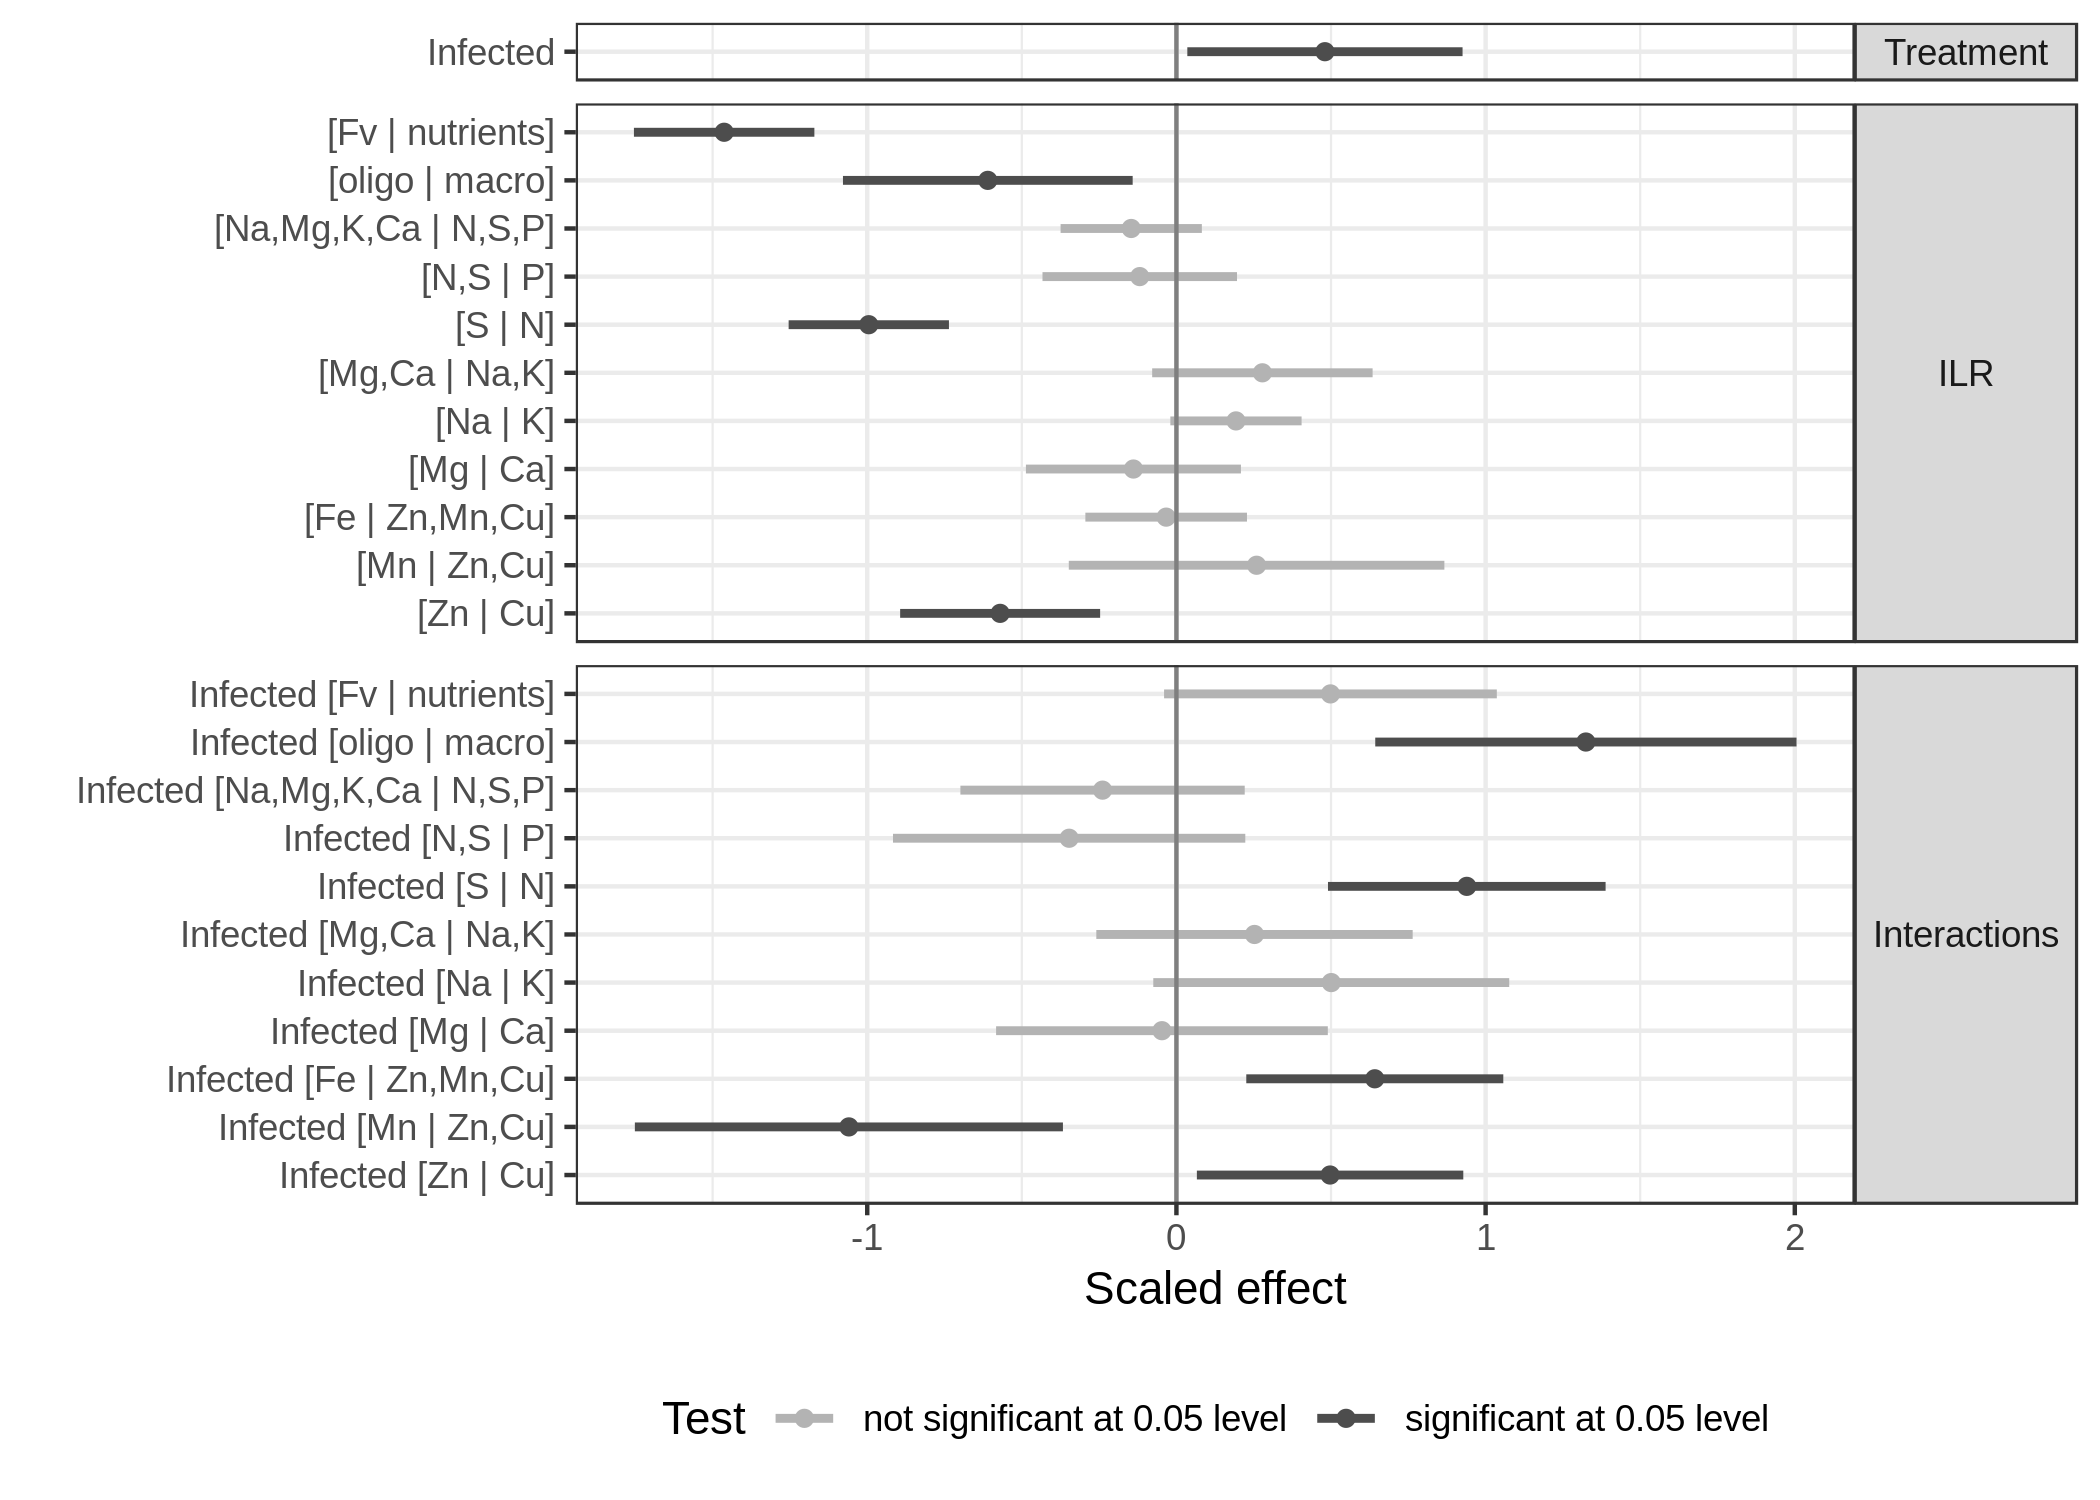 Infected
Treatment
[Fv | nutrients]
[oligo | macro]
[Na,Mg,K,Ca | N,S,P]
[N,S | P]
[S | N]
[Mg,Ca | Na,K]
ILR
[Na | K]
[Mg | Ca]
[Fe | Zn,Mn,Cu]
[Mn | Zn,Cu]
[Zn | Cu]
Infected [Fv | nutrients]
Infected [oligo | macro]
Infected [Na,Mg,K,Ca | N,S,P]
Infected [N,S | P]
Infected [S | N]
Infected [Mg,Ca | Na,K]
Interactions
Infected [Na | K]
Infected [Mg | Ca]
Infected [Fe | Zn,Mn,Cu]
Infected [Mn | Zn,Cu]
Infected [Zn | Cu]
-1 0 1 2
Scaled effect
Test not significant at 0.05 level significant at 0.05 level